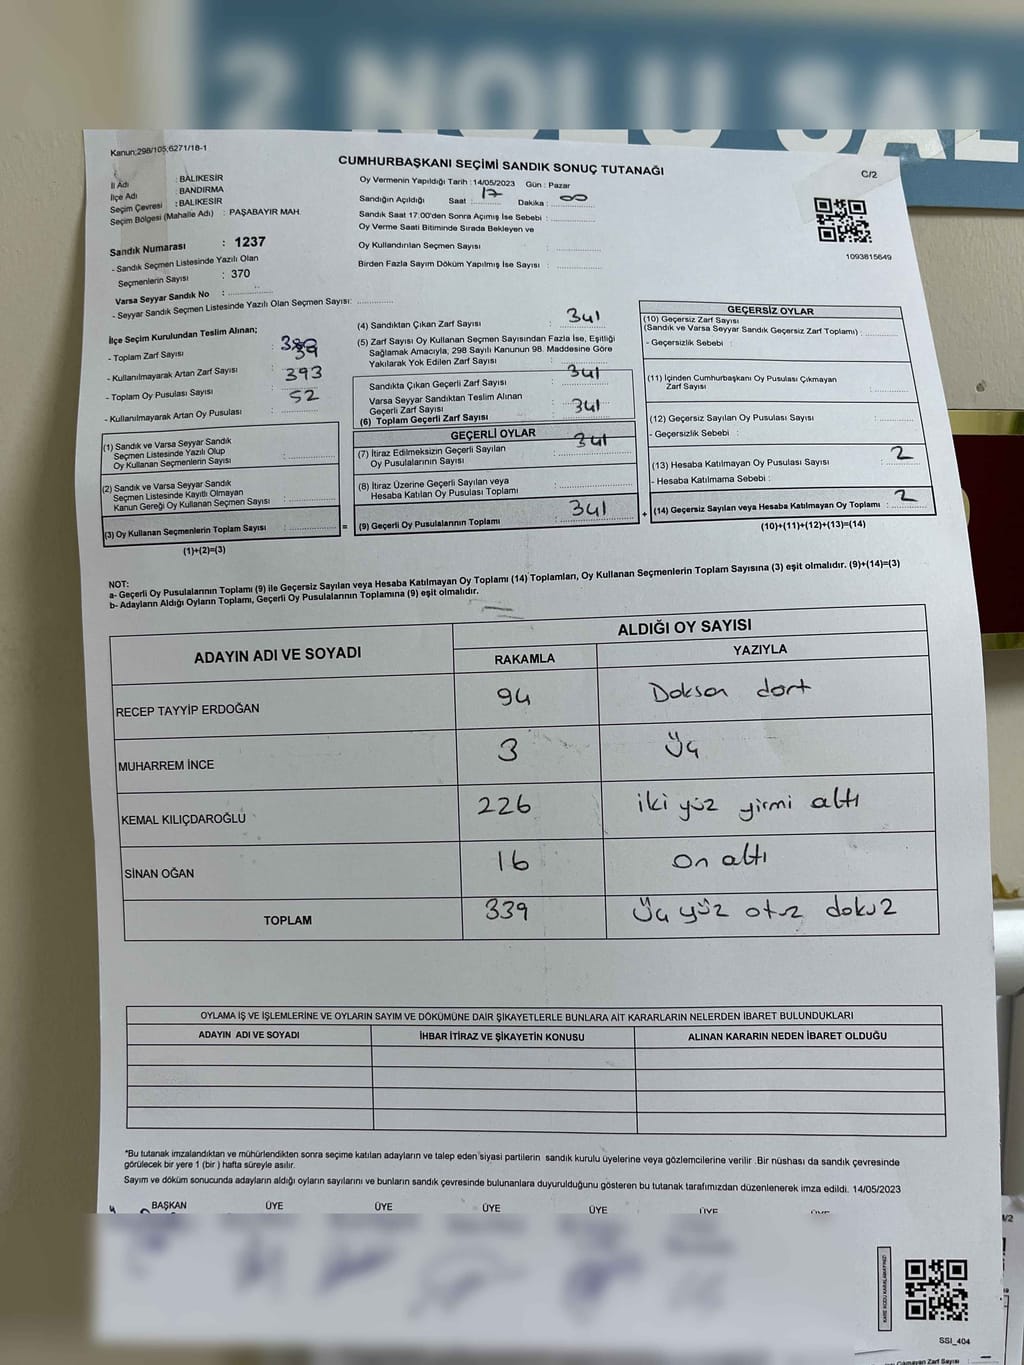 2 NOLU SAL
Kanun:298/105;6271/18-1
CUMHURBAŞKANI SEÇİMİ SANDIK SONUÇ TUTANAĞI
C/2
İl Adı : BALIKESİR
İlçe Adı : BANDIRMA
Seçim Çevresi : BALIKESİR
Seçim Bölgesi (Mahalle Adı) : PAŞABAYIR MAH.
Oy Vermenin Yapıldığı Tarih : 14/05/2023 Gün : Pazar
Sandığın Açıldığı Saat : 17 Dakika : 00
Sandık Saat 17:00'den Sonra Açımış İse Sebebi :
Oy Verme Saati Bitiminde Sırada Bekleyen ve
Oy Kullandırılan Seçmen Sayısı :
Birden Fazla Sayım Döküm Yapılmış İse Sayısı :
1093815649
Sandık Numarası : 1237
- Sandık Seçmen Listesinde Yazılı Olan
Seçmenlerin Sayısı : 370
Varsa Seyyar Sandık No :
- Seyyar Sandık Seçmen Listesinde Yazılı Olan Seçmen Sayısı:
İlçe Seçim Kurulundan Teslim Alınan;
- Toplam Zarf Sayısı :
- Kullanılmayarak Artan Zarf Sayısı : 39
- Toplam Oy Pusulası Sayısı : 393
- Kullanılmayarak Artan Oy Pusulası : 52
(1) Sandık ve Varsa Seyyar Sandık
Seçmen Listesinde Yazılı Olup
Oy Kullanan Seçmenlerin Sayısı :
(2) Sandık ve Varsa Seyyar Sandık
Seçmen Listesinde Kayıtlı Olmayan
Kanun Gereği Oy Kullanan Seçmen Sayısı :
(3) Oy Kullanan Seçmenlerin Toplam Sayısı : =
(1)+(2)=(3)
(4) Sandıktan Çıkan Zarf Sayısı : 341
(5) Zarf Sayısı Oy Kullanan Seçmen Sayısından Fazla İse, Eşitliği
Sağlamak Amacıyla, 298 Sayılı Kanunun 98. Maddesine Göre
Yakılarak Yok Edilen Zarf Sayısı :
Sandıkta Çıkan Geçerli Zarf Sayısı : 341
Varsa Seyyar Sandıktan Teslim Alınan
Geçerli Zarf Sayısı :
(6) Toplam Geçerli Zarf Sayısı : 341
GEÇERLİ OYLAR
(7) İtiraz Edilmeksizin Geçerli Sayılan
Oy Pusulalarının Sayısı : 341
(8) İtiraz Üzerine Geçerli Sayılan veya
Hesaba Katılan Oy Pusulası Toplamı :
(9) Geçerli Oy Pusulalarının Toplamı : 341 +
GEÇERSİZ OYLAR
(10) Geçersiz Zarf Sayısı
(Sandık ve Varsa Seyyar Sandık Geçersiz Zarf Toplamı) :
- Geçersizlik Sebebi :
(11) İçinden Cumhurbaşkanı Oy Pusulası Çıkmayan
Zarf Sayısı :
(12) Geçersiz Sayılan Oy Pusulası Sayısı :
- Geçersizlik Sebebi :
(13) Hesaba Katılmayan Oy Pusulası Sayısı : 2
- Hesaba Katılmama Sebebi :
(14) Geçersiz Sayılan veya Hesaba Katılmayan Oy Toplamı : 2
(10)+(11)+(12)+(13)=(14)
NOT:
a- Geçerli Oy Pusulalarının Toplamı (9) ile Geçersiz Sayılan veya Hesaba Katılmayan Oy Toplamı (14) Toplamları, Oy Kullanan Seçmenlerin Toplam Sayısına (3) eşit olmalıdır. (9)+(14)=(3)
b- Adayların Aldığı Oyların Toplamı, Geçerli Oy Pusulalarının Toplamına (9) eşit olmalıdır.
ADAYIN ADI VE SOYADI
ALDIĞI OY SAYISI
RAKAMLA YAZIYLA
RECEP TAYYİP ERDOĞAN 94 Doksan dört
MUHARREM İNCE 3 Üç
KEMAL KILIÇDAROĞLU 226 iki yüz yirmi altı
SİNAN OĞAN 16 on altı
TOPLAM 339 Üç yüz otuz dokuz
OYLAMA İŞ VE İŞLEMLERİNE VE OYLARIN SAYIM VE DÖKÜMÜNE DAİR ŞİKAYETLERLE BUNLARA AİT KARARLARIN NELERDEN İBARET BULUNDUKLARI
ADAYIN ADI VE SOYADI İHBAR İTİRAZ VE ŞİKAYETİN KONUSU ALINAN KARARIN NEDEN İBARET OLDUĞU
*Bu tutanak imzalandıktan ve mühürlendikten sonra seçime katılan adayların ve talep eden siyasi partilerin sandık kurulu üyelerine veya gözlemcilerine verilir .Bir nüshası da sandık çevresinde
görülecek bir yere 1 (bir ) hafta süreyle asılır.
Sayım ve döküm sonucunda adayların aldığı oyların sayılarını ve bunların sandık çevresinde bulunanlara duyurulduğunu gösteren bu tutanak tarafımızdan düzenlenerek imza edildi. 14/05/2023
BAŞKAN ÜYE ÜYE ÜYE ÜYE ÜYE ÜYE
SSI_404